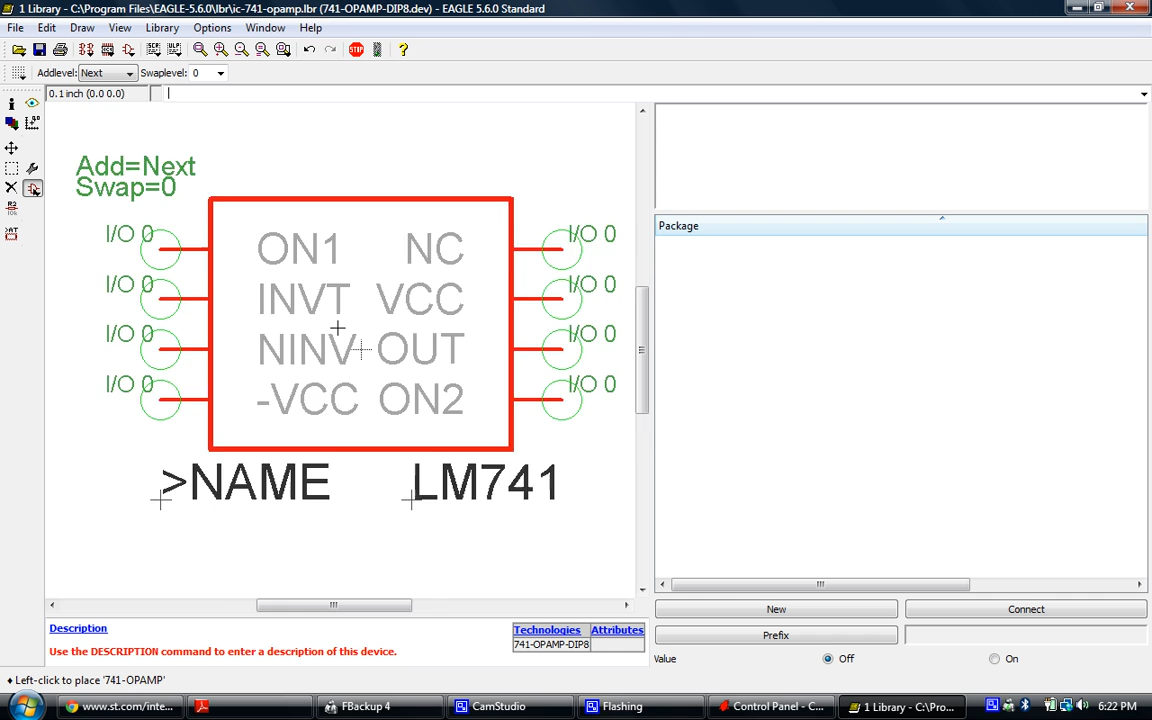 1 Library - C:\Program Files\EAGLE-5.6.0\lbr\ic-741-opamp.lbr (741-OPAMP-DIP8.dev) - EAGLE 5.6.0 Standard
File Edit Draw View Library Options Window Help
Addlevel: Next Swaplevel: 0
0.1 inch (0.0 0.0)
Add=Next
Swap=0
I/O 0 ON1 NC I/O 0
I/O 0 INVT VCC I/O 0
I/O 0 NINV OUT I/O 0
I/O 0 -VCC ON2 I/O 0
>NAME LM741
Package
New Connect
Prefix
Value Off On
Description
Use the DESCRIPTION command to enter a description of this device.
Technologies Attributes
741-OPAMP-DIP8
♦ Left-click to place '741-OPAMP'
www.st.com/inte... FBackup 4 CamStudio Flashing Control Panel - C... 1 Library - C:\Pro... 6:22 PM